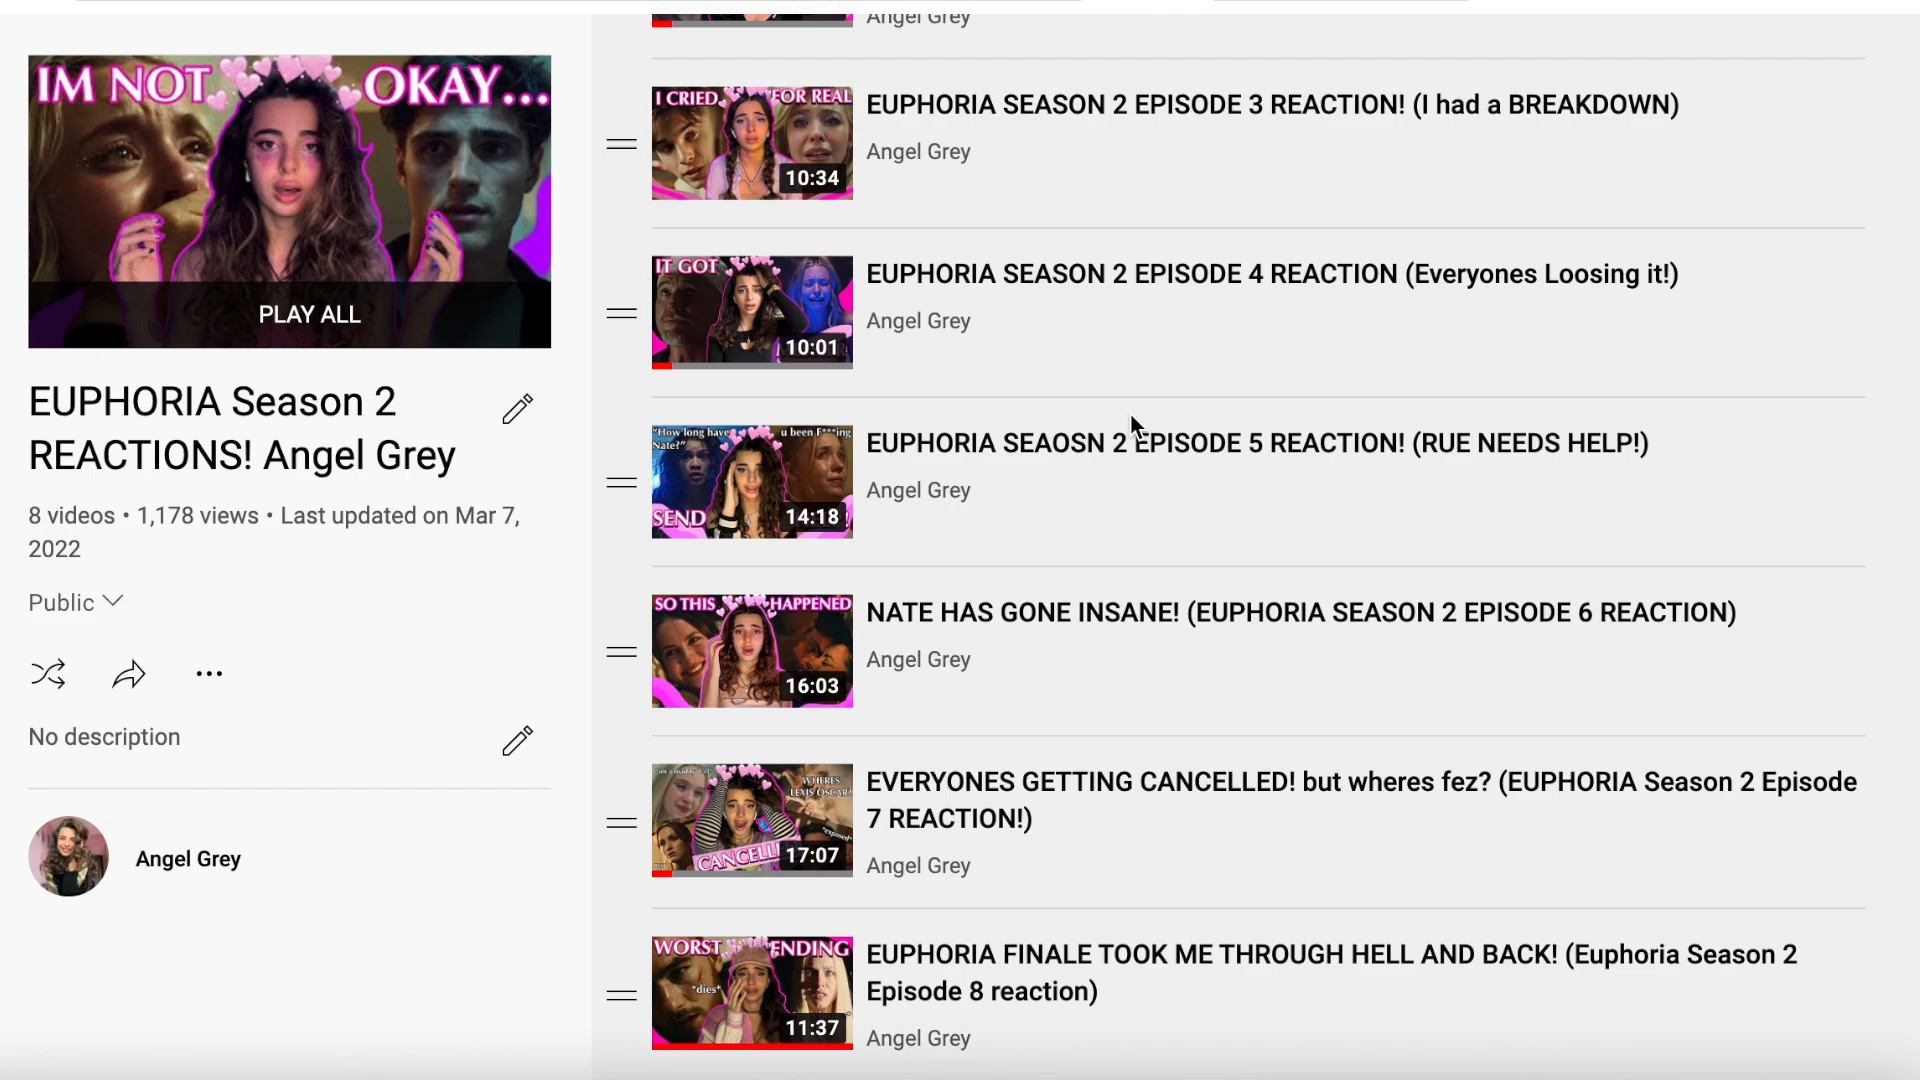 IM NOT OKAY...
PLAY ALL
EUPHORIA Season 2
REACTIONS! Angel Grey
8 videos • 1,178 views • Last updated on Mar 7,
2022
Public
No description
Angel Grey
Angel Grey
I CRIED FOR REAL
10:34
EUPHORIA SEASON 2 EPISODE 3 REACTION! (I had a BREAKDOWN)
Angel Grey
IT GOT
10:01
EUPHORIA SEASON 2 EPISODE 4 REACTION (Everyones Loosing it!)
Angel Grey
"How long have u been F***ing
Nate?"
SEND
14:18
EUPHORIA SEAOSN 2 EPISODE 5 REACTION! (RUE NEEDS HELP!)
Angel Grey
SO THIS HAPPENED
16:03
NATE HAS GONE INSANE! (EUPHORIA SEASON 2 EPISODE 6 REACTION)
Angel Grey
WHERES
LEXIS OSCAR?
*exposed*
CANCELL
17:07
EVERYONES GETTING CANCELLED! but wheres fez? (EUPHORIA Season 2 Episode
7 REACTION!)
Angel Grey
WORST ENDING
*dies*
11:37
EUPHORIA FINALE TOOK ME THROUGH HELL AND BACK! (Euphoria Season 2
Episode 8 reaction)
Angel Grey